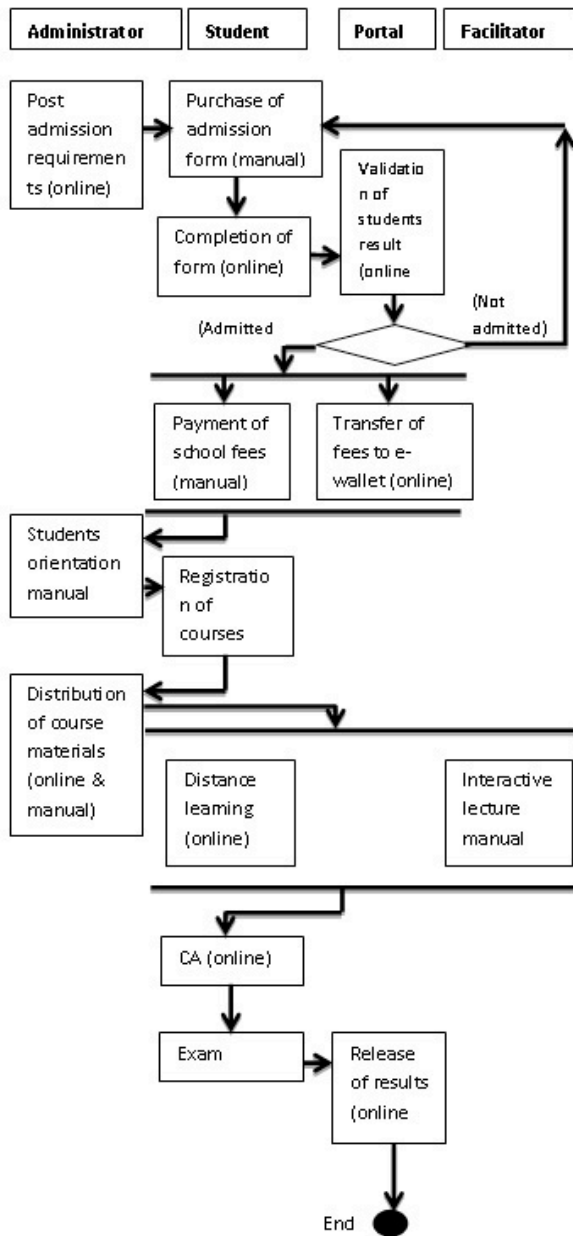 Administrator
Student
Portal
Facilitator
Post
admission
requiremen
ts (online)
Purchase of
admission
form (manual)
Validatio
n of
students
result
(online
Completion of
form (online)
(Admitted
(Not
admitted)
Payment of
school fees
(manual)
Transfer of
fees to e-
wallet (online)
Students
orientation
manual
Registratio
n of
courses
Distribution
of course
materials
(online &
manual)
Distance
learning
(online)
Interactive
lecture
manual
CA (online)
Exam
Release
of results
(online
End